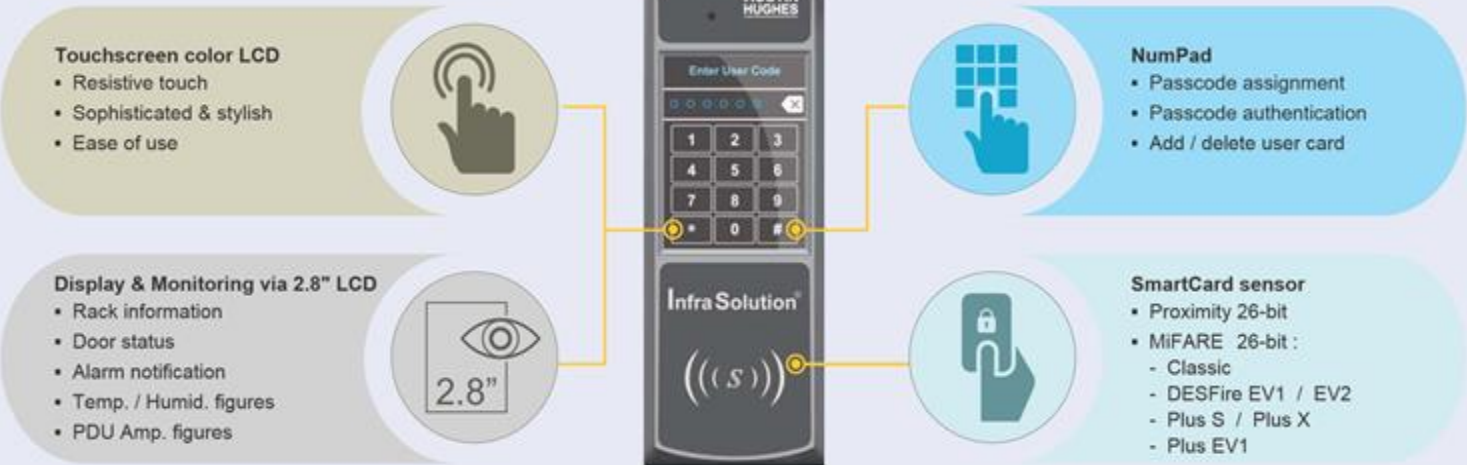 Touchscreen color LCD
▪ Resistive touch
▪ Sophisticated & stylish
▪ Ease of use
Display & Monitoring via 2.8" LCD
▪ Rack information
▪ Door status
▪ Alarm notification
▪ Temp. / Humid. figures
▪ PDU Amp. figures
2.8”
HUGHES
Enter User Code
1 2 3
4 5 6
7 8 9
* 0 #
InfraSolution®
(((S)))
NumPad
▪ Passcode assignment
▪ Passcode authentication
▪ Add / delete user card
SmartCard sensor
▪ Proximity 26-bit
▪ MiFARE 26-bit :
- Classic
- DESFire EV1 / EV2
- Plus S / Plus X
- Plus EV1